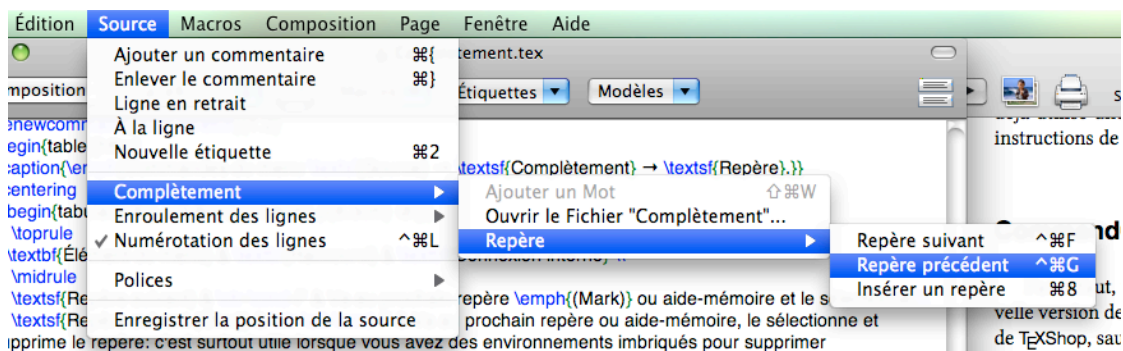 Édition Source Macros Composition Page Fenêtre Aide
Ajouter un commentaire ⌘{
Enlever le commentaire ⌘}
Ligne en retrait
À la ligne
Nouvelle étiquette ⌘2
Complètement
Enroulement des lignes
✓ Numérotation des lignes ^⌘L
Polices
Enregistrer la position de la source
tement.tex
mposition
Étiquettes Modèles
Ajouter un Mot ⇧⌘W
Ouvrir le Fichier "Complètement"...
Repère
Repère suivant ^⌘F
Repère précédent ^⌘G
Insérer un repère ⌘8
enewcomm
egin{table
caption{\er \textsf{Complètement} → \textsf{Repère}.}}
centering
begin{tabu
\toprule
\textbf{Élé
\midrule
\textsf{Re repère \emph{(Mark)} ou aide-mémoire et le s
\textsf{Re prochain repère ou aide-mémoire, le sélectionne et
pprime le repère: c'est surtout utile lorsque vous avez des environnements imbriqués pour supprimer
instructions de
velle version de
de TEXShop, sau